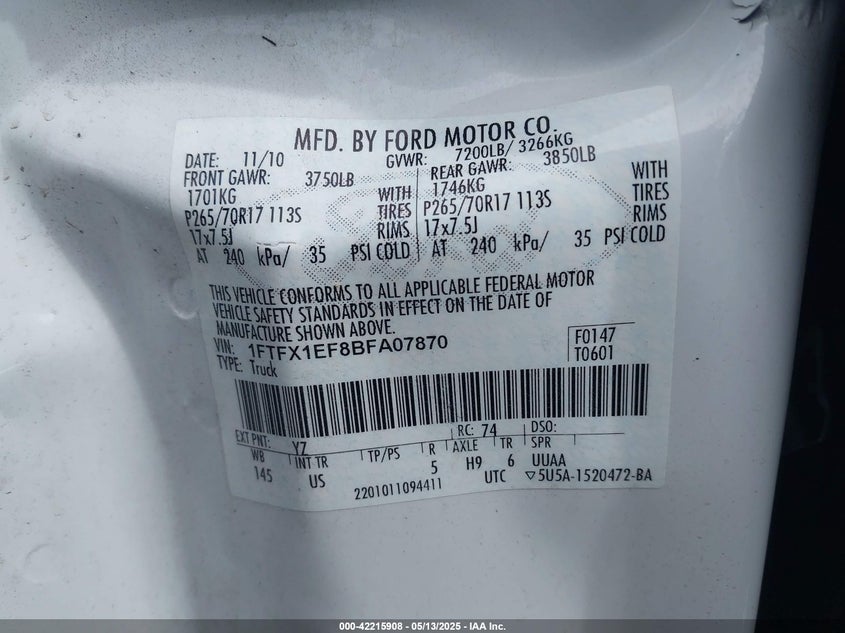 MFD. BY FORD MOTOR CO.
DATE: 11/10 GVWR: 7200LB/ 3266KG
FRONT GAWR: 3750LB REAR GAWR: 3850LB
1701KG WITH 1746KG WITH
P265/70R17 113S TIRES P265/70R17 113S TIRES
17x7.5J RIMS 17x7.5J RIMS
AT 240 kPa/ 35 PSI COLD AT 240 kPa/ 35 PSI COLD
THIS VEHICLE CONFORMS TO ALL APPLICABLE FEDERAL MOTOR
VEHICLE SAFETY STANDARDS IN EFFECT ON THE DATE OF
MANUFACTURE SHOWN ABOVE.
VIN: 1FTFX1EF8BFA07870 F0147
TYPE: Truck T0601
EXT PNT: YZ RC: 74 DSO:
WB INT TR TP/PS R AXLE TR SPR
145 US 5 H9 6 UUAA
2201011094411 UTC ▽5U5A-1520472-BA
000-42215908 - 05/13/2025 - IAA Inc.